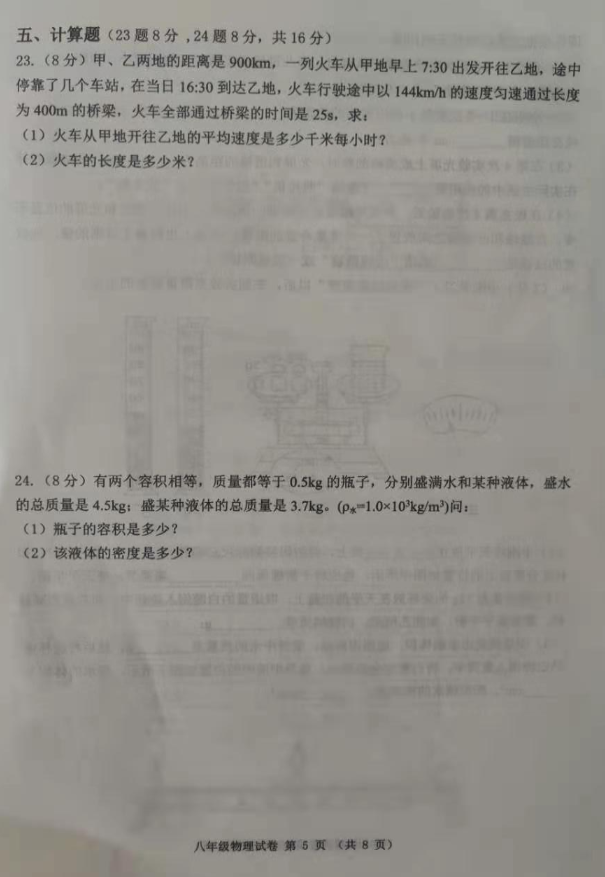 五、计算题（23题8分，24题8分，共16分）
23.（8分）甲、乙两地的距离是900km，一列火车从甲地早上7:30出发开往乙地，途中
停靠了几个车站，在当日16:30到达乙地，火车行驶途中以144km/h的速度匀速通过长度
为400m的桥梁，火车全部通过桥梁的时间是25s，求：
（1）火车从甲地开往乙地的平均速度是多少千米每小时？
（2）火车的长度是多少米？
24.（8分）有两个容积相等，质量都等于0.5kg的瓶子，分别盛满水和某种液体，盛水
的总质量是4.5kg；盛某种液体的总质量是3.7kg。(ρ水=1.0×10³kg/m³)问：
（1）瓶子的容积是多少？
（2）该液体的密度是多少？
八年级物理试卷 第 5 页 （共 8 页）